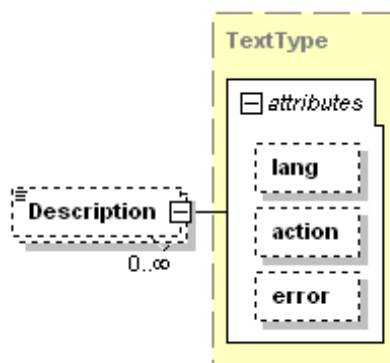 TextType
attributes
lang
Description
action
0..∞
error